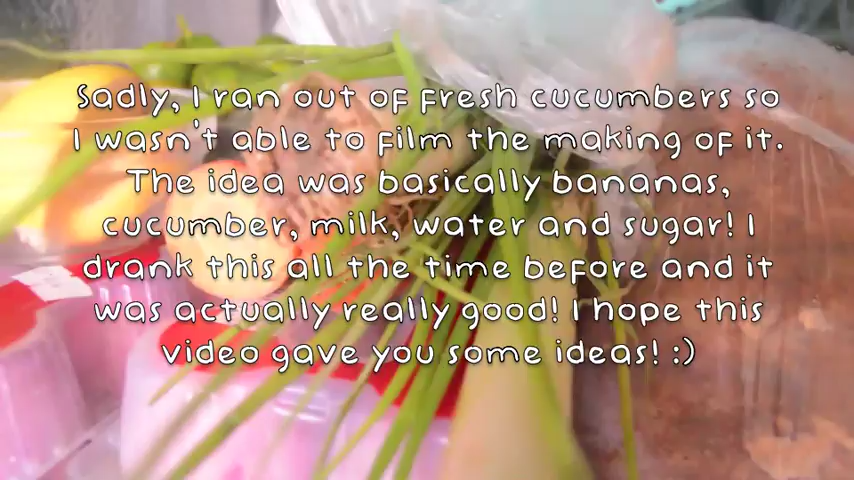 Sadly, I ran out of fresh cucumbers so
I wasn't able to film the making of it.
The idea was basically bananas,
cucumber, milk, water and sugar! I
drank this all the time before and it
was actually really good! I hope this
video gave you some ideas! :)